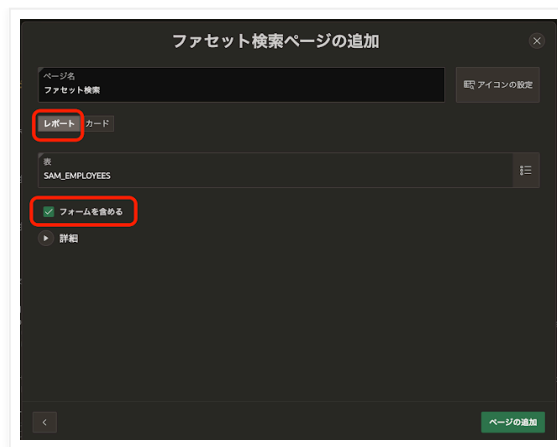 ファセット検索ページの追加
ページ名
ファセット検索
アイコンの設定
レポート カード
表
SAM_EMPLOYEES
フォームを含める
詳細
ページの追加